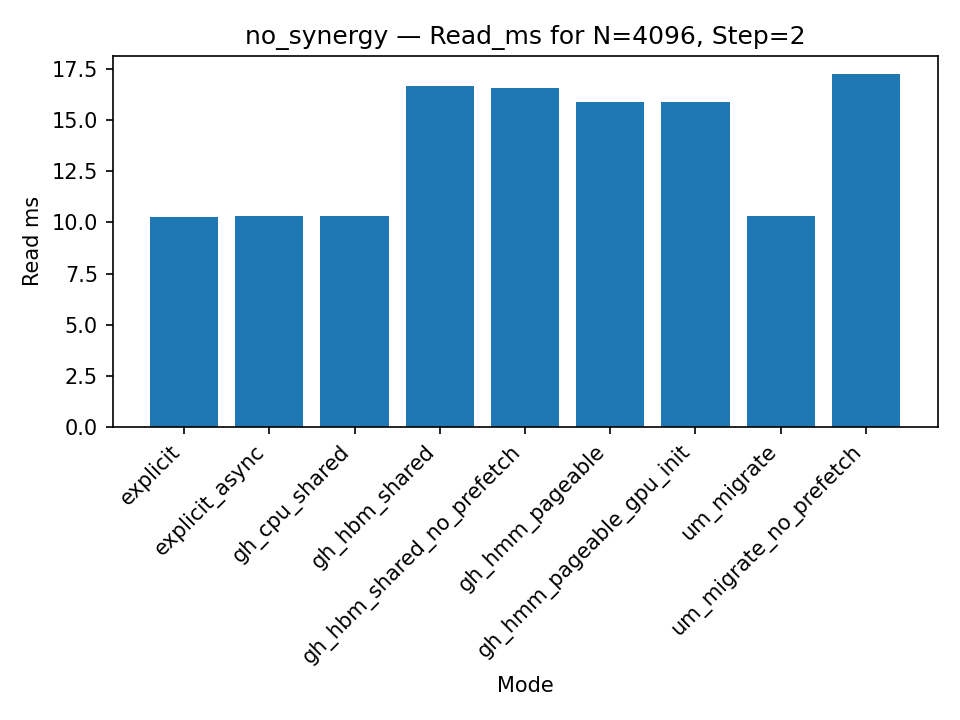 no_synergy — Read_ms for N=4096, Step=2
Read ms
17.5
15.0
12.5
10.0
7.5
5.0
2.5
0.0
explicit
explicit_async
gh_cpu_shared
gh_hbm_shared
gh_hbm_shared_no_prefetch
gh_hmm_pageable
gh_hmm_pageable_gpu_init
um_migrate
um_migrate_no_prefetch
Mode